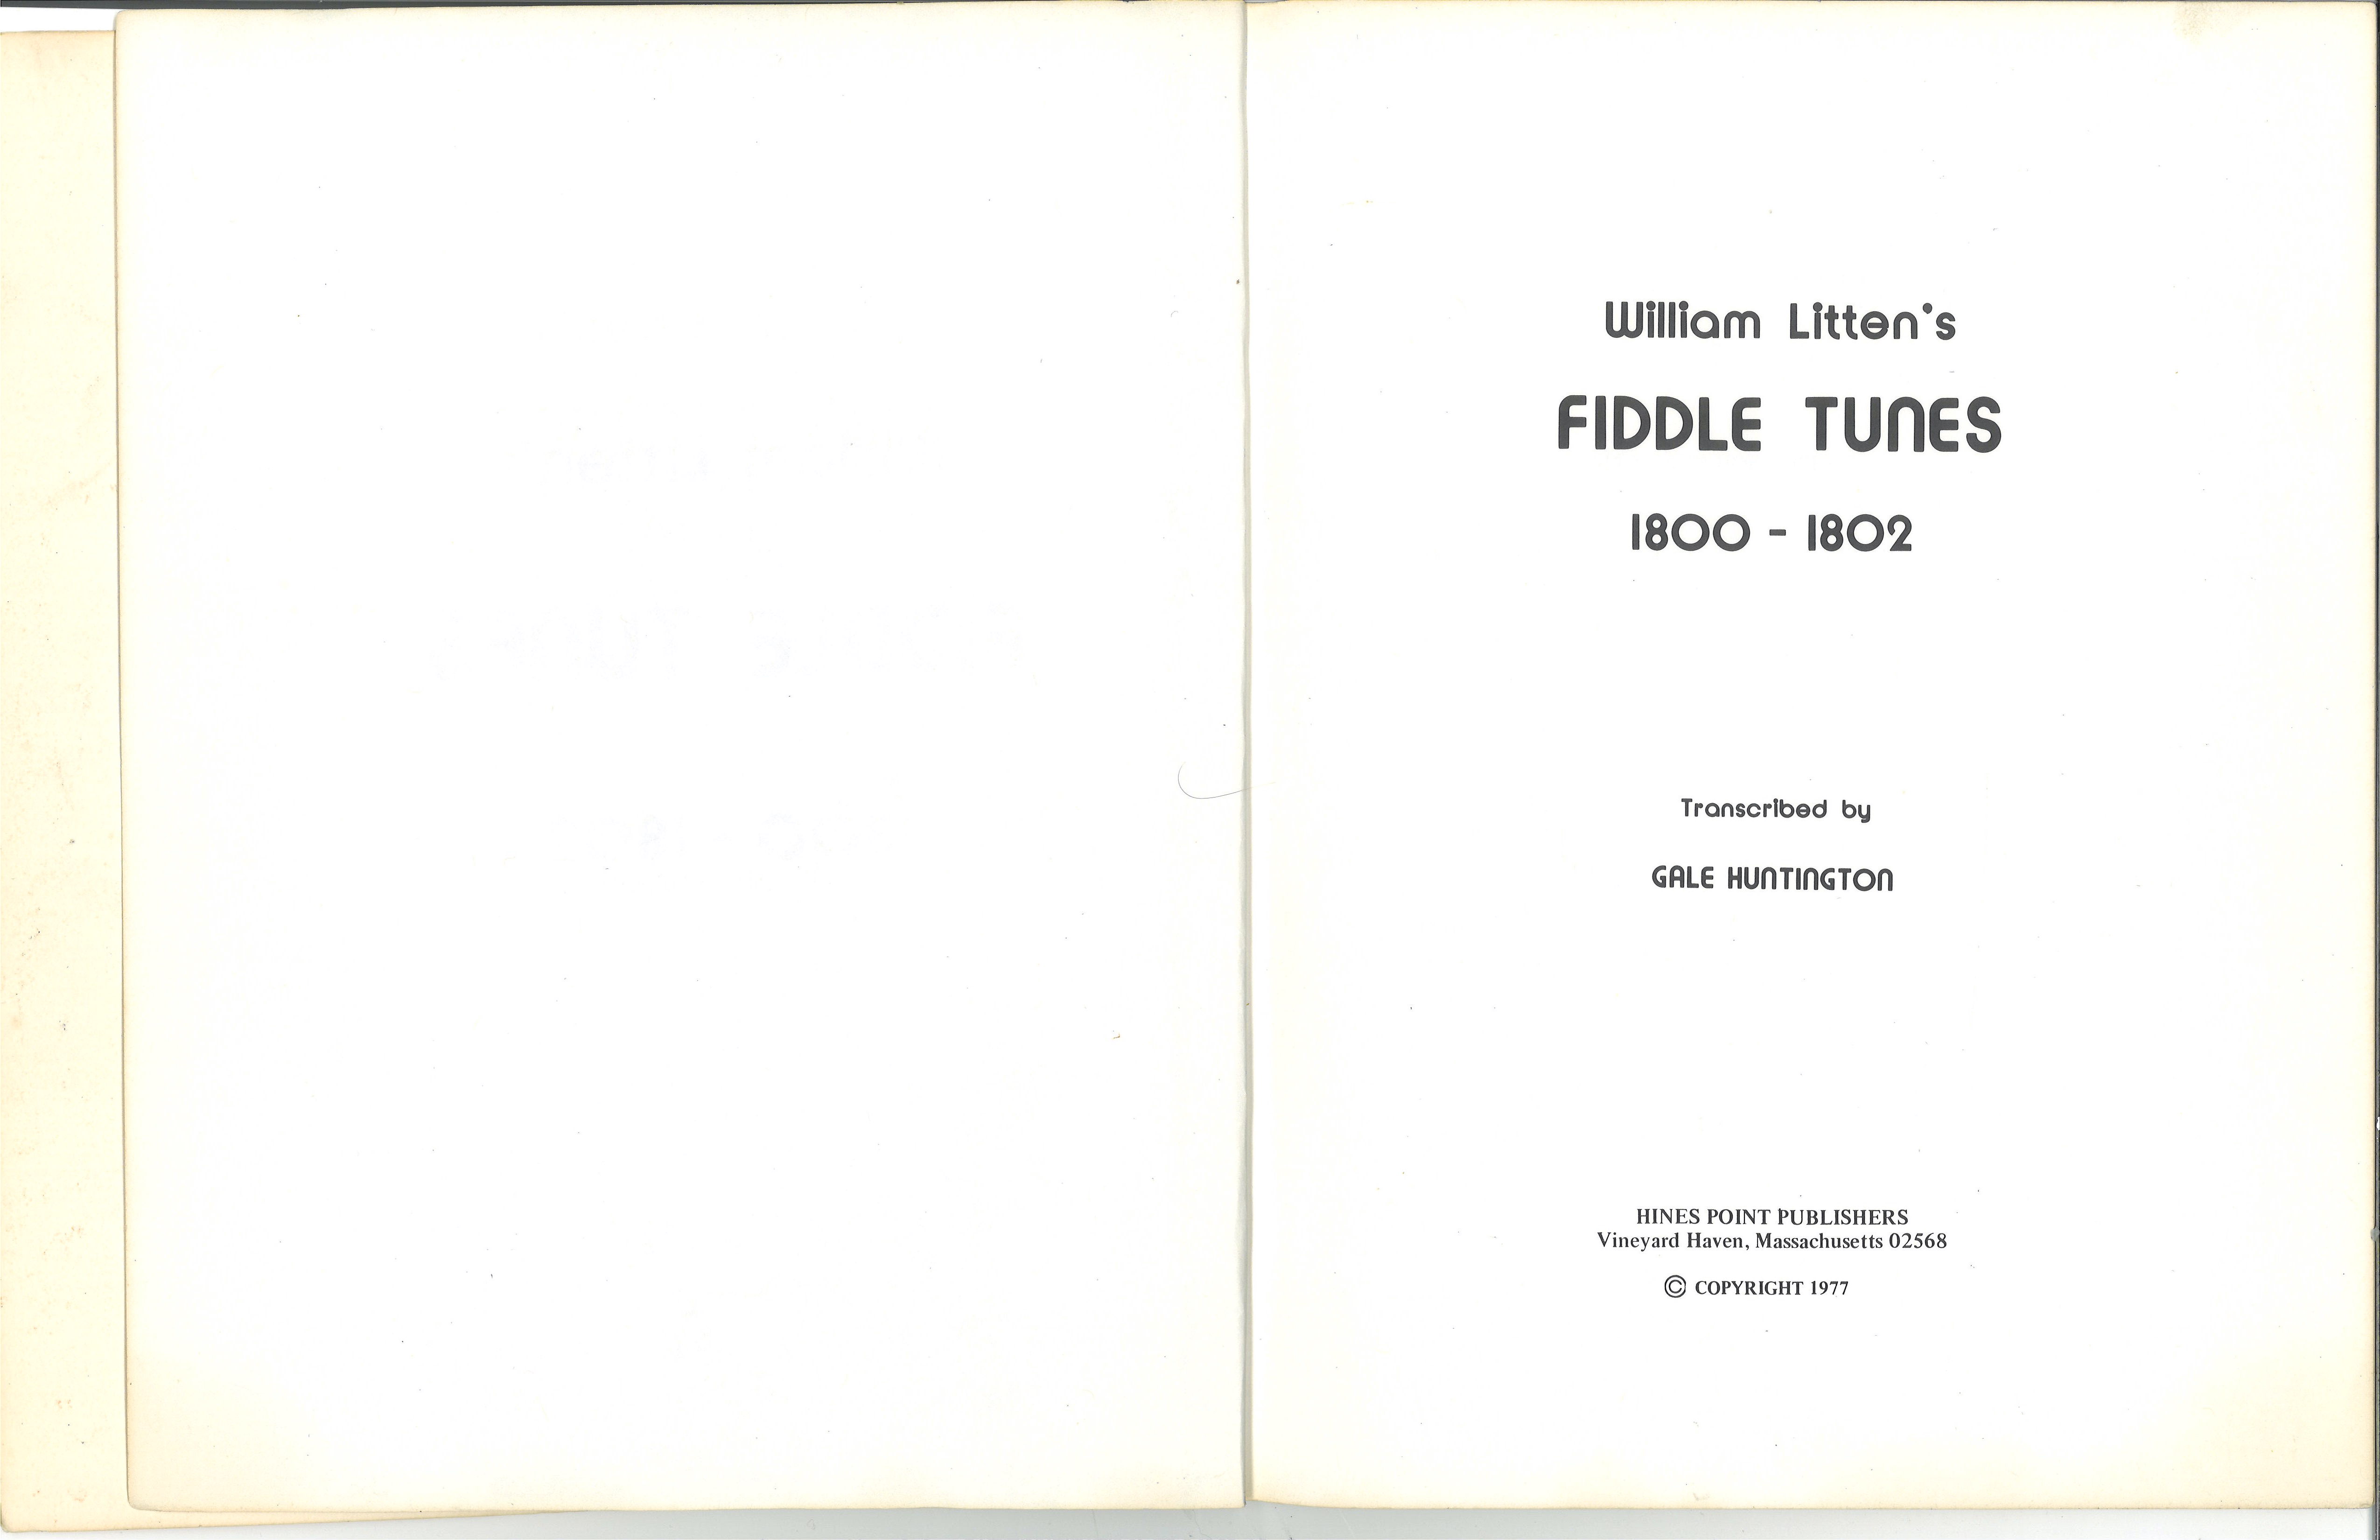 William Litten's
FIDDLE TUNES
1800 - 1802
Transcribed by
GALE HUNTINGTON
HINES POINT PUBLISHERS
Vineyard Haven, Massachusetts 02568
© COPYRIGHT 1977